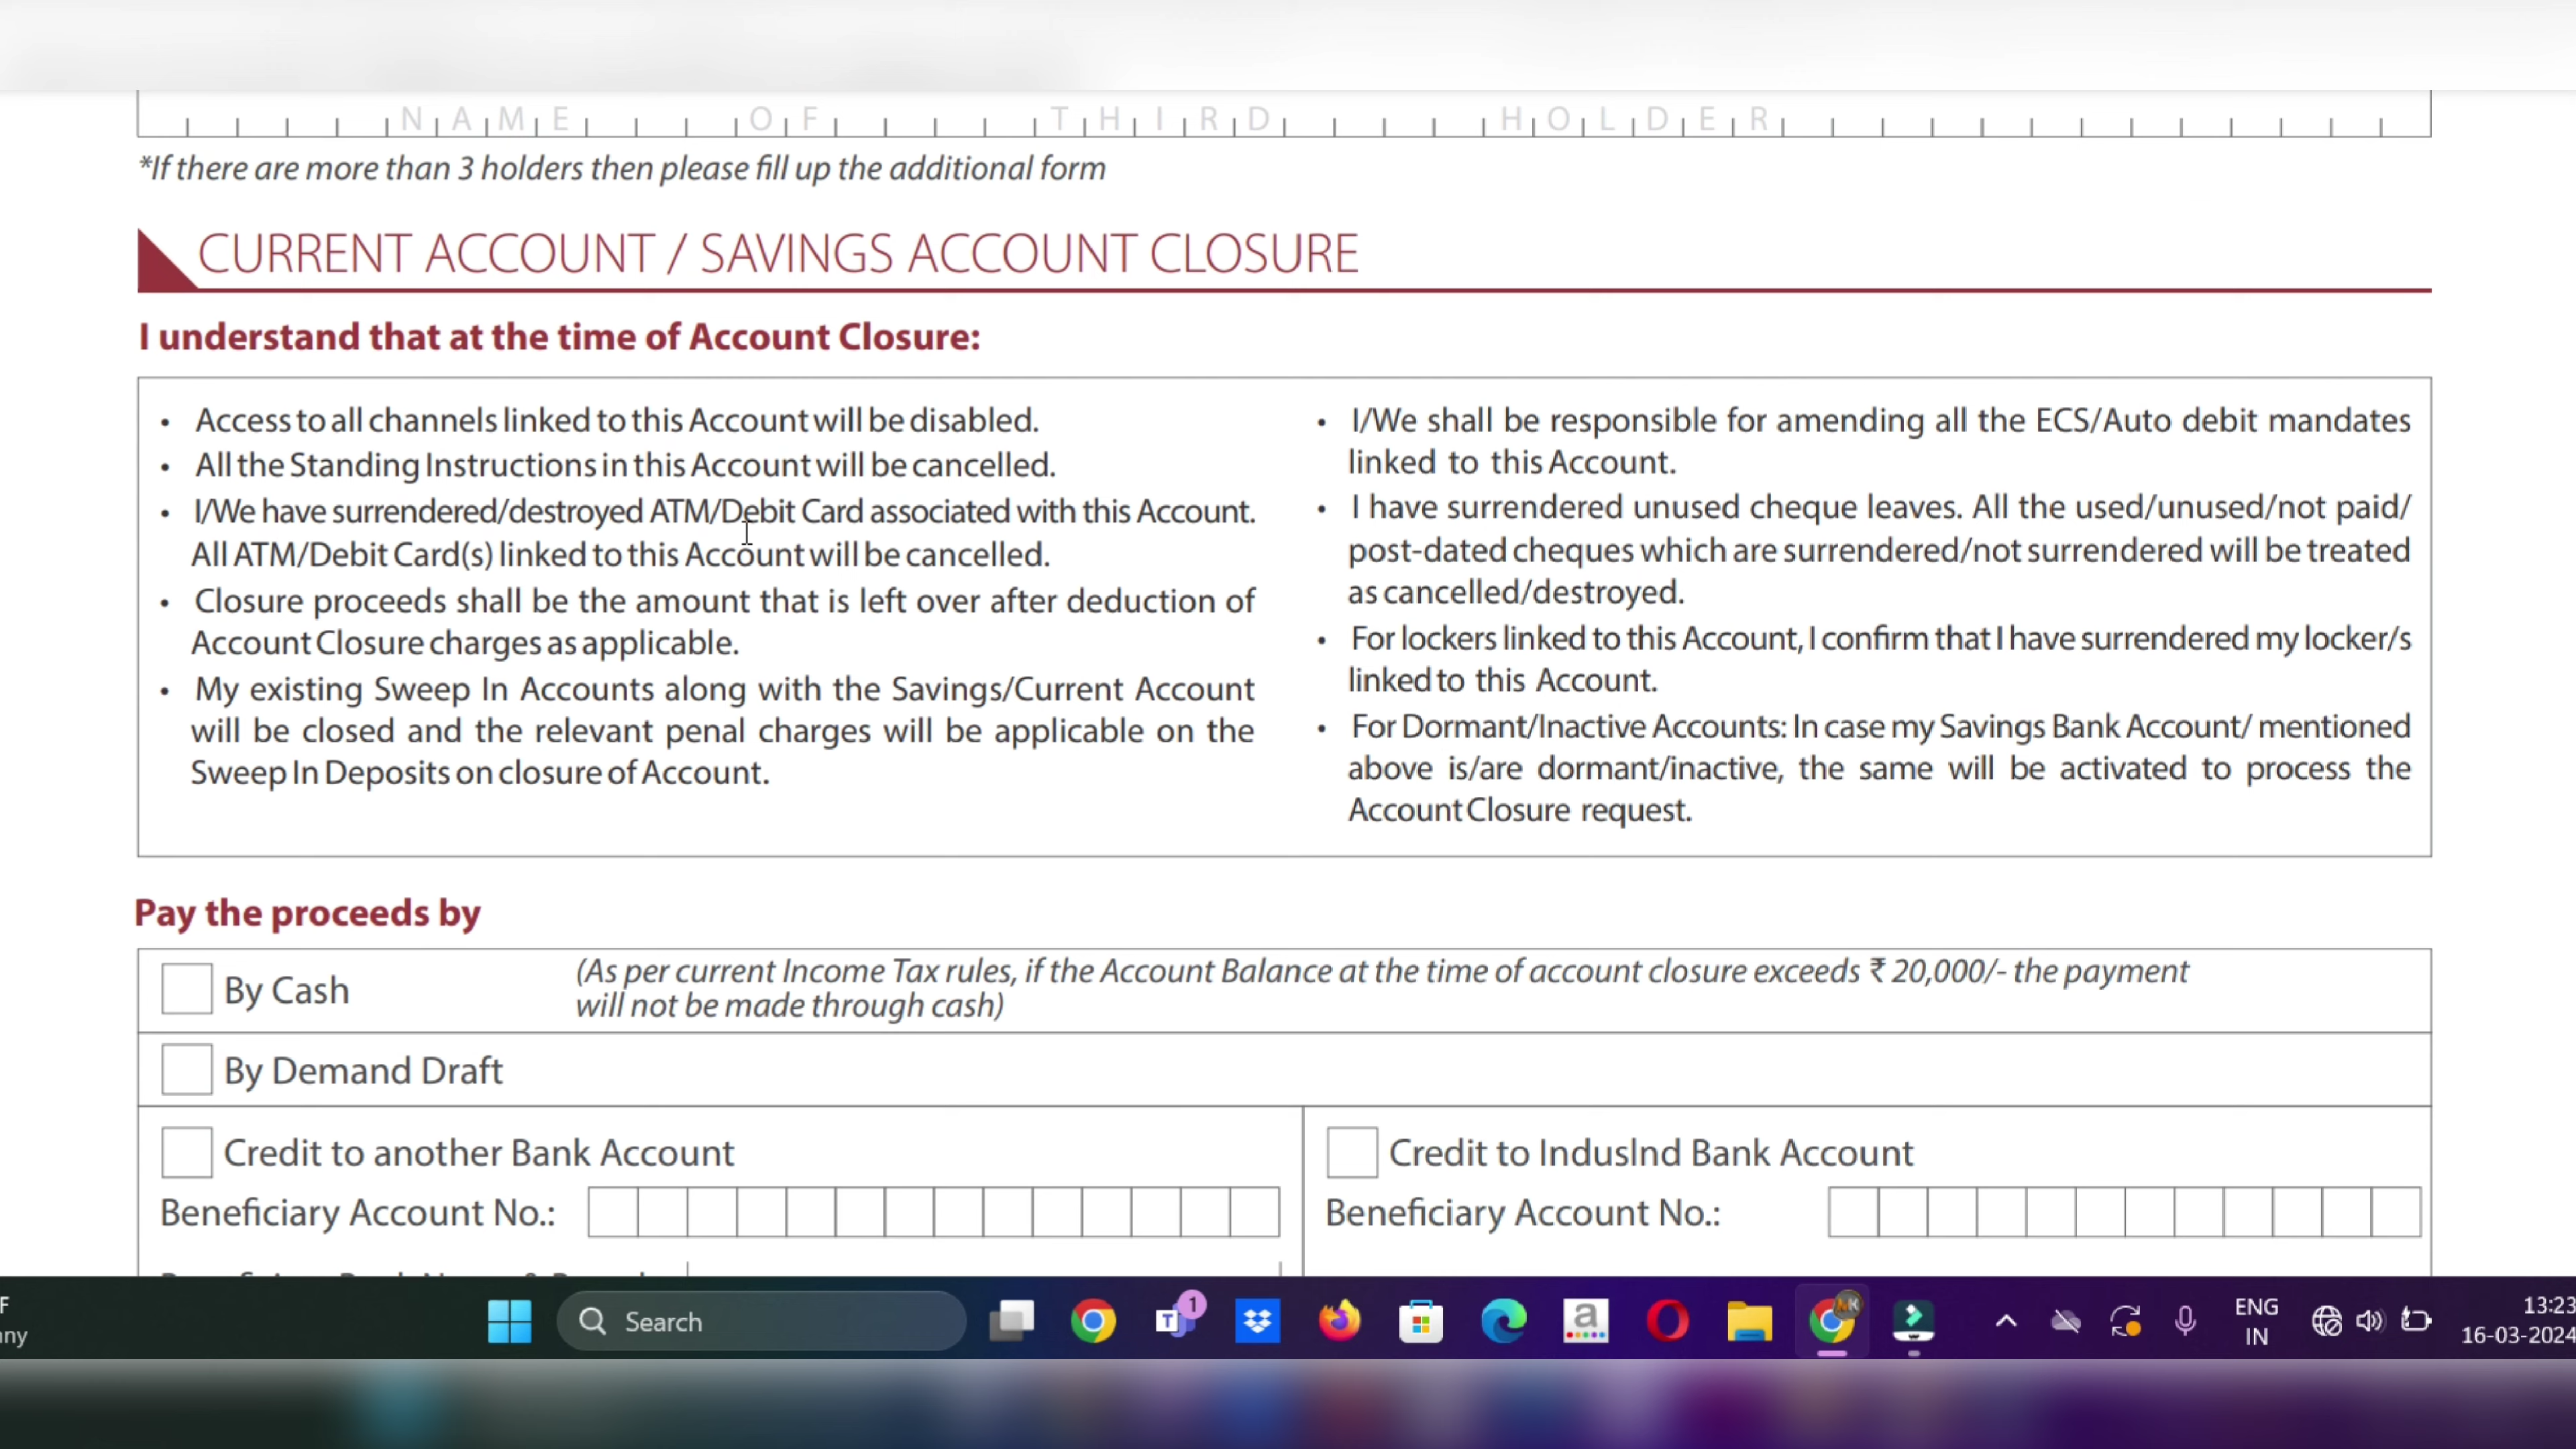 NAME OF THIRD HOLDER
*If there are more than 3 holders then please fill up the additional form
CURRENT ACCOUNT / SAVINGS ACCOUNT CLOSURE
I understand that at the time of Account Closure:
• Access to all channels linked to this Account will be disabled.
• All the Standing Instructions in this Account will be cancelled.
• I/We have surrendered/destroyed ATM/Debit Card associated with this Account.
All ATM/Debit Card(s) linked to this Account will be cancelled.
• Closure proceeds shall be the amount that is left over after deduction of
Account Closure charges as applicable.
• My existing Sweep In Accounts along with the Savings/Current Account
will be closed and the relevant penal charges will be applicable on the
Sweep In Deposits on closure of Account.
• I/We shall be responsible for amending all the ECS/Auto debit mandates
linked to this Account.
• I have surrendered unused cheque leaves. All the used/unused/not paid/
post-dated cheques which are surrendered/not surrendered will be treated
as cancelled/destroyed.
• For lockers linked to this Account, I confirm that I have surrendered my locker/s
linked to this Account.
• For Dormant/Inactive Accounts: In case my Savings Bank Account/ mentioned
above is/are dormant/inactive, the same will be activated to process the
Account Closure request.
Pay the proceeds by
By Cash
(As per current Income Tax rules, if the Account Balance at the time of account closure exceeds ₹ 20,000/- the payment
will not be made through cash)
By Demand Draft
Credit to another Bank Account
Beneficiary Account No.:
Credit to IndusInd Bank Account
Beneficiary Account No.:
Search
1
ENG
IN
13:23
16-03-2024